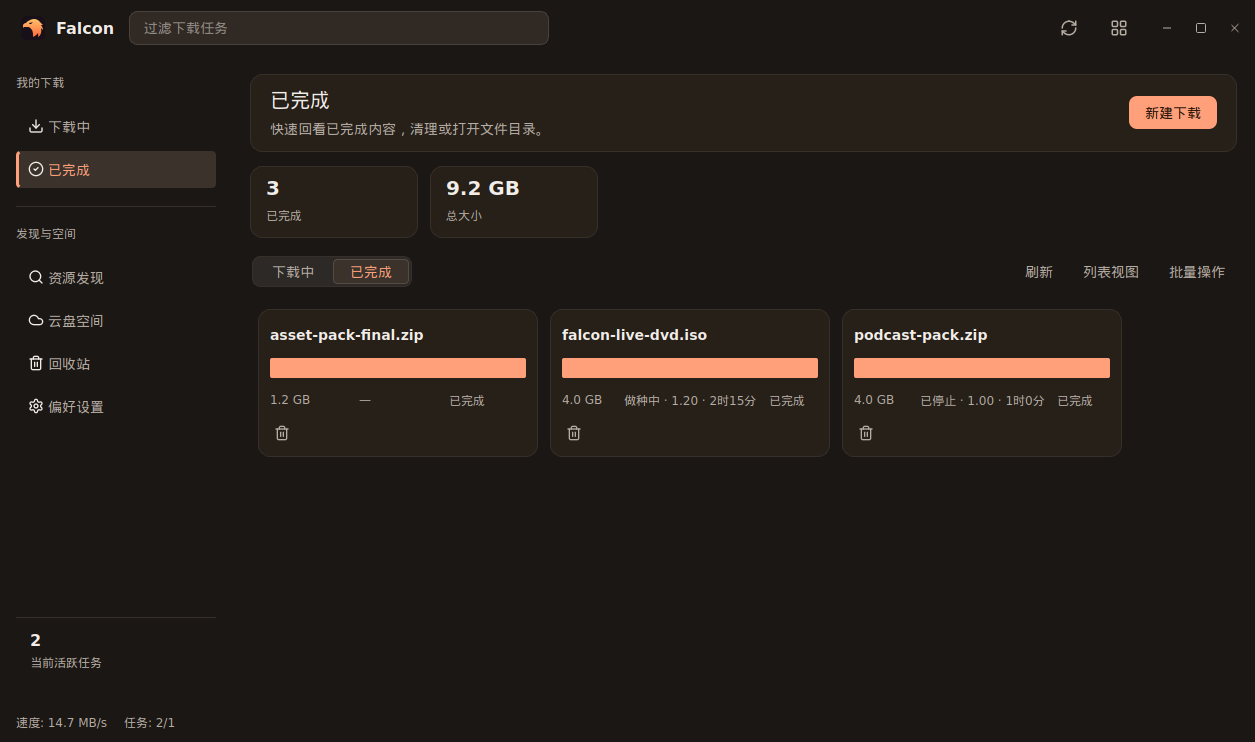 Falcon
过滤下载任务
我的下载
下载中
已完成
发现与空间
资源发现
云盘空间
回收站
偏好设置
2
当前活跃任务
速度: 14.7 MB/s 任务: 2/1
已完成
快速回看已完成内容，清理或打开文件目录。
新建下载
3
已完成
9.2 GB
总大小
下载中 已完成
刷新 列表视图 批量操作
asset-pack-final.zip
1.2 GB — 已完成
falcon-live-dvd.iso
4.0 GB 做种中 · 1.20 · 2时15分 已完成
podcast-pack.zip
4.0 GB 已停止 · 1.00 · 1时0分 已完成